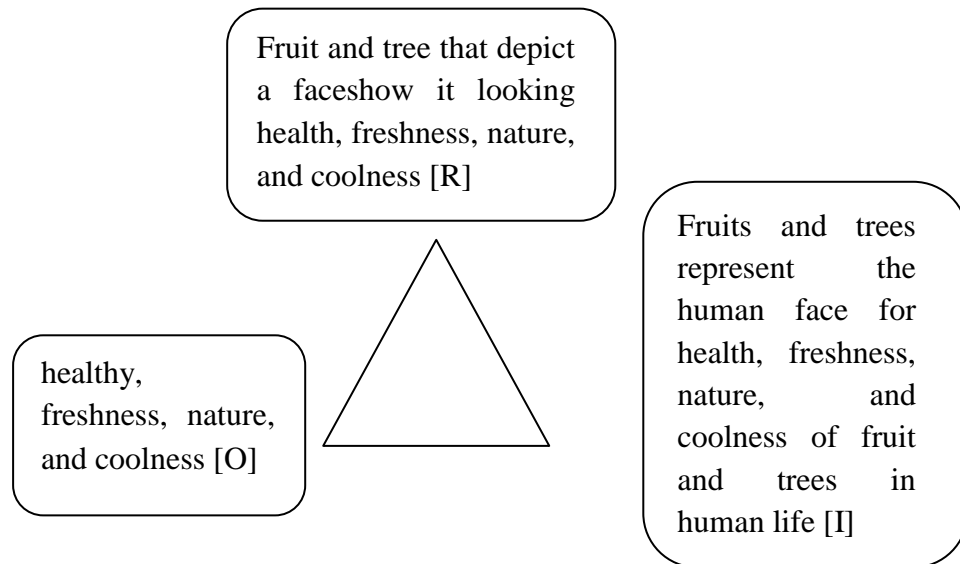 Fruit and tree that depict
a faceshow it looking
health, freshness, nature,
and coolness [R]
healthy,
freshness, nature,
and coolness [O]
Fruits and trees
represent the
human face for
health, freshness,
nature, and
coolness of fruit
and trees in
human life [I]